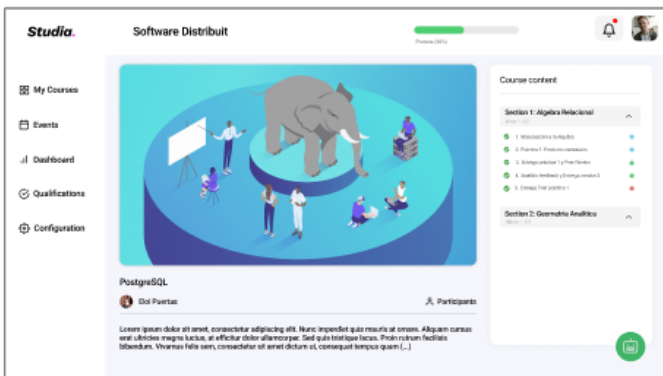 Studia.
Software Distribuit
My Courses
Events
Dashboard
Qualifications
Configuration
PostgreSQL
Eloi Puertas
Participants
Lorem ipsum dolor sit amet, consectetur adipiscing elit. Nunc imperdiet quis mauris at ornare. Aliquam cursus
erat ultricies magna luctus, at efficitur dolor ullamcorper. Sed quis tristique lacus. Proin rutrum facilisis
bibendum. Vivamus felis sem, consectetur sit amet dictum ut, consequat tempus quam (...)
Course content
Section 1: Algebra Relacional
Section 2: Geometria Analítica